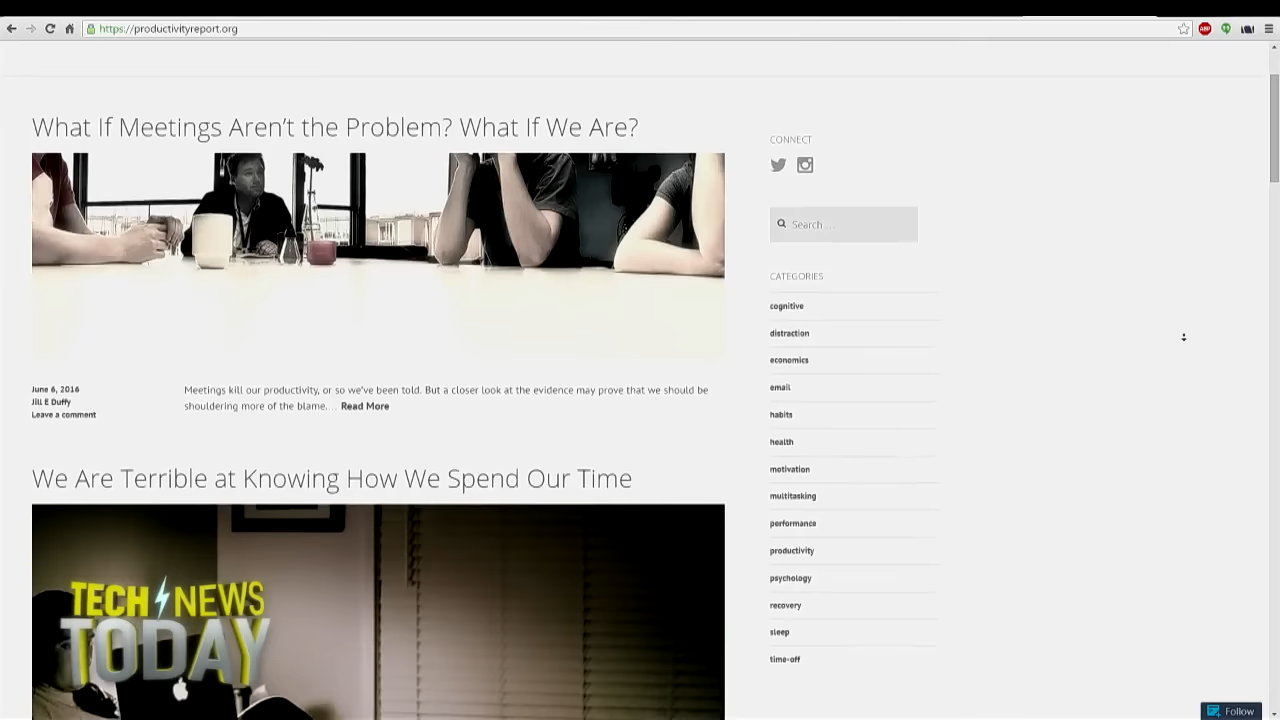 https://productivityreport.org
ABP
What If Meetings Aren't the Problem? What If We Are?
CONNECT
Search …
CATEGORIES
cognitive
distraction
economics
email
habits
health
motivation
multitasking
performance
productivity
psychology
recovery
sleep
time-off
June 6, 2016
Jill E Duffy
Leave a comment
Meetings kill our productivity, or so we've been told. But a closer look at the evidence may prove that we should be
shouldering more of the blame.… Read More
We Are Terrible at Knowing How We Spend Our Time
TECH NEWS
TODAY
Follow